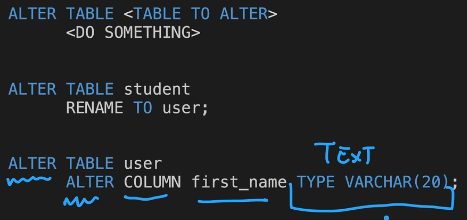 ALTER TABLE <TABLE TO ALTER>
<DO SOMETHING>
ALTER TABLE student
RENAME TO user;
TEXT
ALTER TABLE user
ALTER COLUMN first_name TYPE VARCHAR(20);